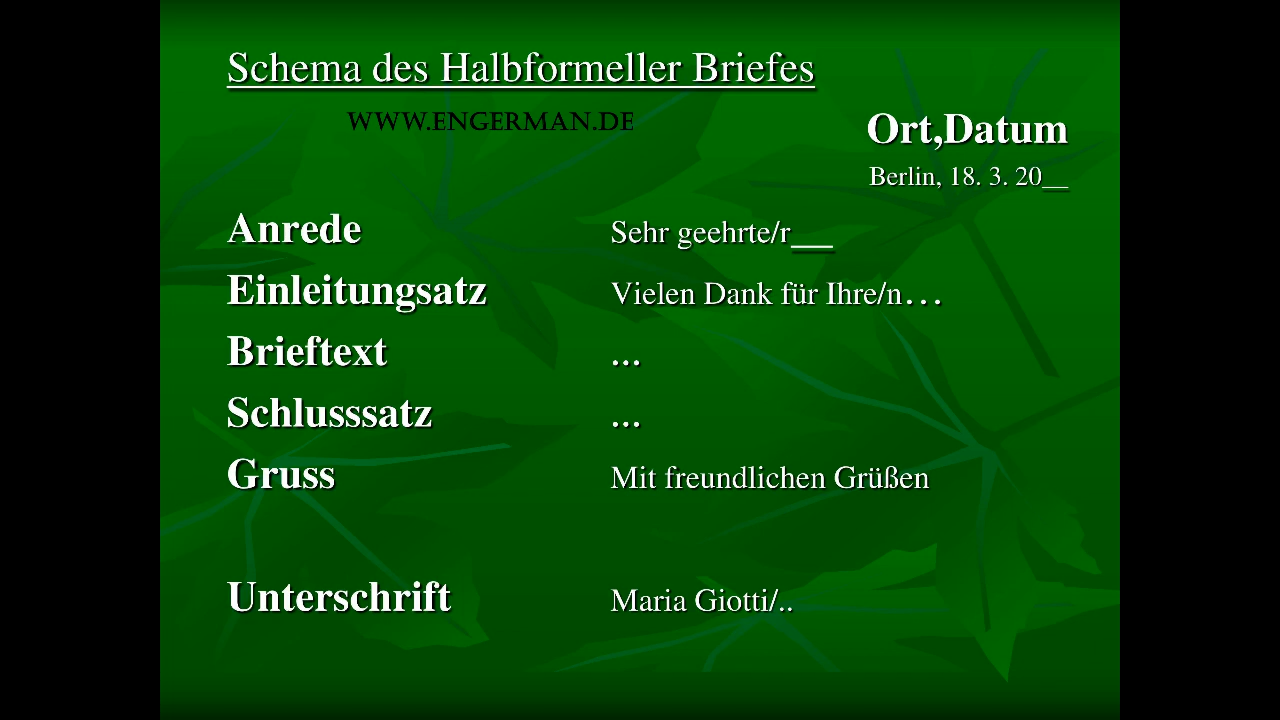 Schema des Halbformeller Briefes
WWW.ENGERMAN.DE
Ort,Datum
Berlin, 18. 3. 20__
Anrede Sehr geehrte/r__
Einleitungsatz Vielen Dank für Ihre/n…
Brieftext ...
Schlusssatz ...
Gruss Mit freundlichen Grüßen
Unterschrift Maria Giotti/..